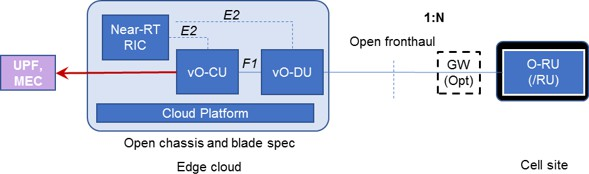 E2
1:N
Near-RT
RIC
E2
Open fronthaul
UPF,
MEC
vO-CU
F1
vO-DU
GW
(Opt)
O-RU
(/RU)
Cloud Platform
Open chassis and blade spec
Edge cloud
Cell site